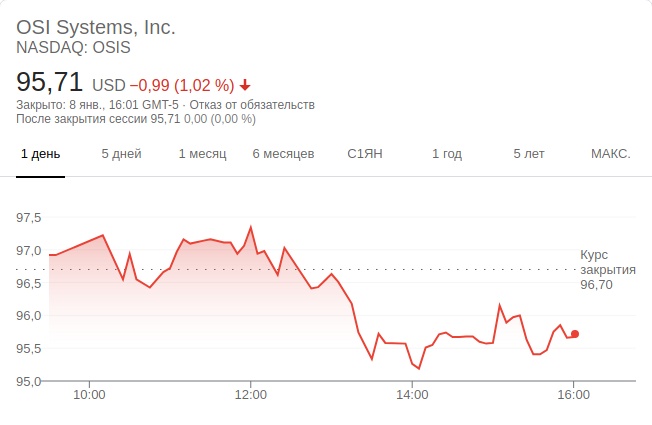 OSI Systems, Inc.
NASDAQ: OSIS
95,71 USD −0,99 (1,02 %)
Закрыто: 8 янв., 16:01 GMT-5 · Отказ от обязательств
После закрытия сессии 95,71 0,00 (0,00 %)
1 день 5 дней 1 месяц 6 месяцев С1ЯН 1 год 5 лет МАКС.
97,5
97,0
Курс
закрытия
96,70
96,5
96,0
95,5
95,0
10:00 12:00 14:00 16:00